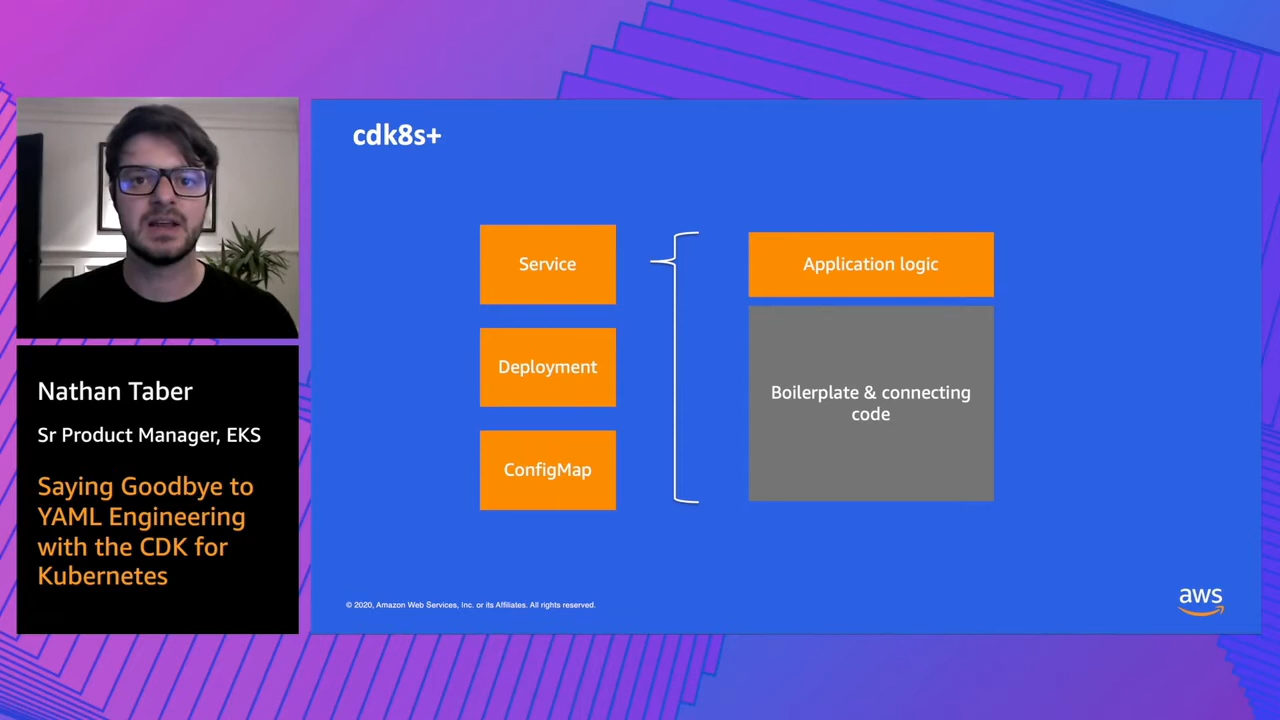 Nathan Taber
Sr Product Manager, EKS
Saying Goodbye to
YAML Engineering
with the CDK for
Kubernetes
cdk8s+
Service
Deployment
ConfigMap
Application logic
Boilerplate & connecting
code
© 2020, Amazon Web Services, Inc. or its Affiliates. All rights reserved.
aws